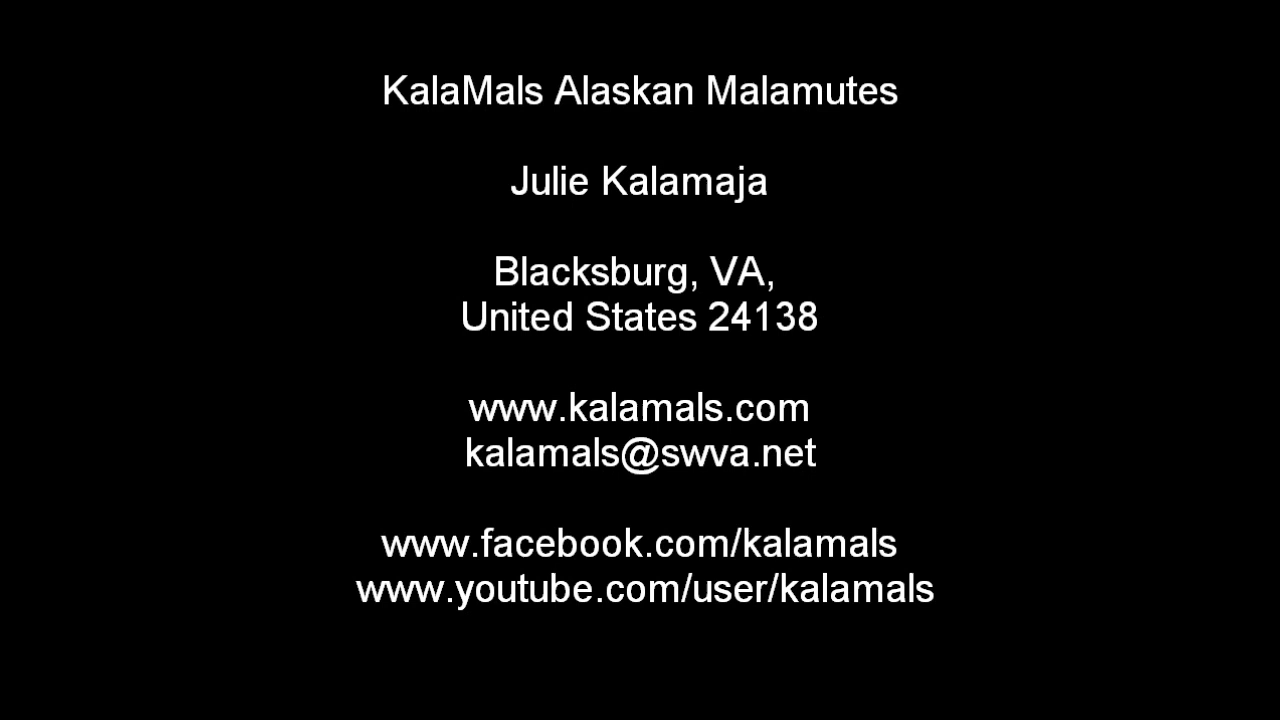 KalaMals Alaskan Malamutes
Julie Kalamaja
Blacksburg, VA,
United States 24138
www.kalamals.com
kalamals@swva.net
www.facebook.com/kalamals
www.youtube.com/user/kalamals